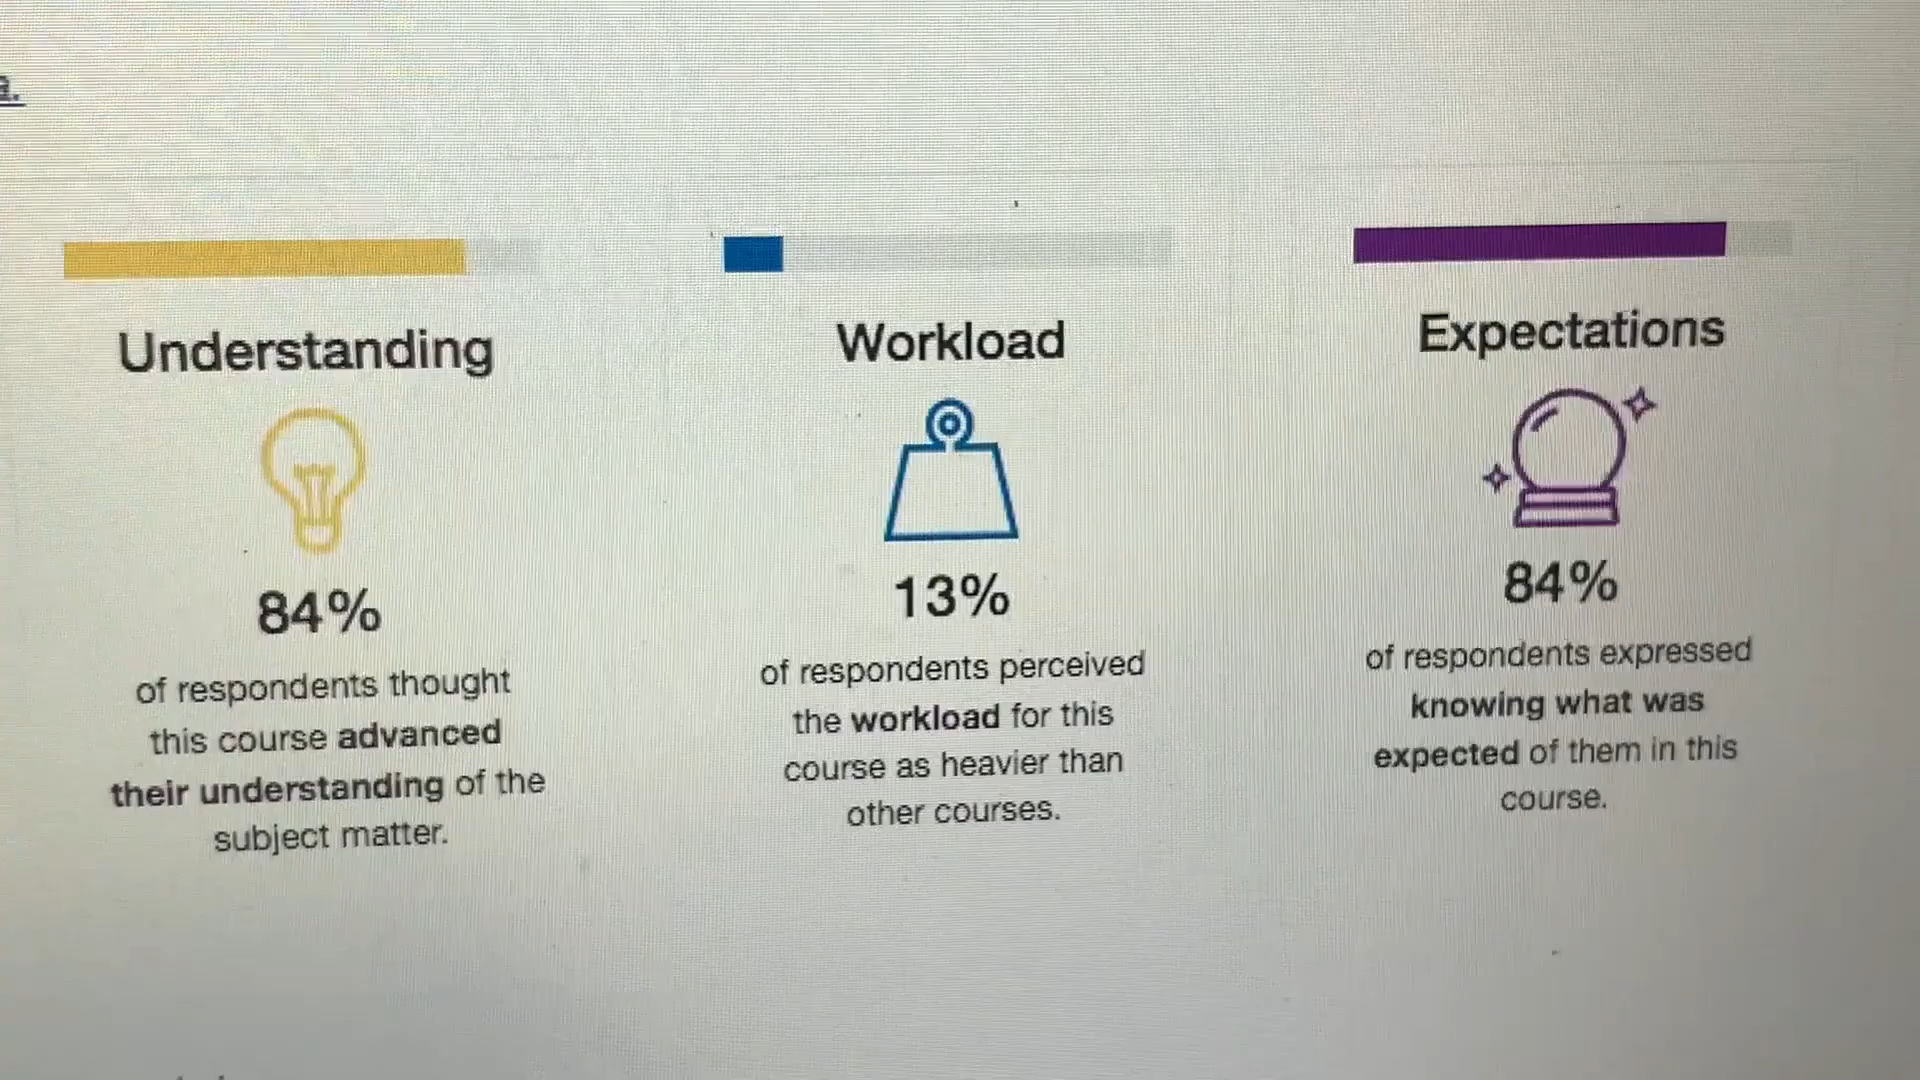 a.
Understanding
84%
of respondents thought
this course advanced
their understanding of the
subject matter.
Workload
13%
of respondents perceived
the workload for this
course as heavier than
other courses.
Expectations
84%
of respondents expressed
knowing what was
expected of them in this
course.